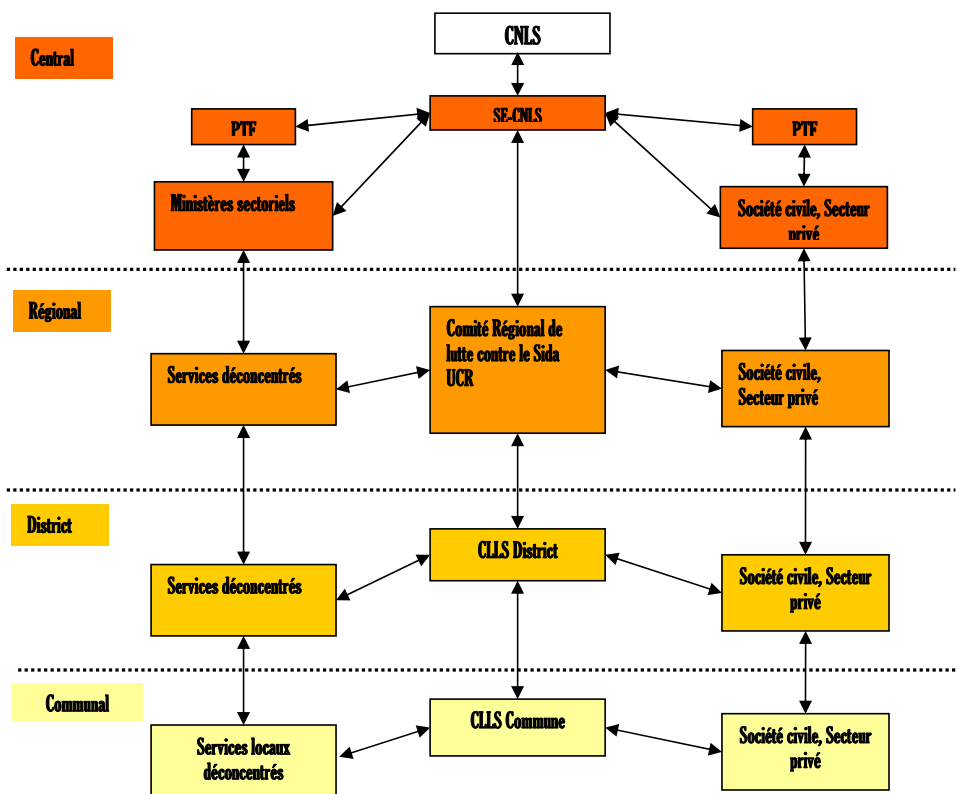 CNLS
Central
SE-CNLS
PTF
PTF
Ministères sectoriels
Société civile, Secteur
privé
Régional
Comité Régional de
lutte contre le Sida
UCR
Services déconcentrés
Société civile,
Secteur privé
District
CLLS District
Services déconcentrés
Société civile, Secteur
privé
Communal
CLLS Commune
Services locaux
déconcentrés
Société civile, Secteur
privé